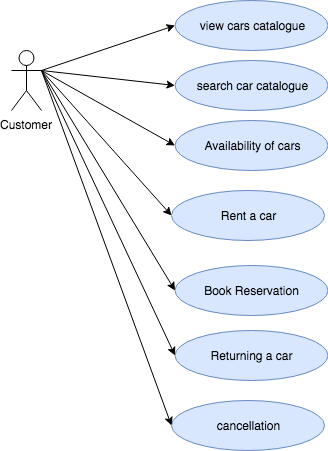 view cars catalogue
search car catalogue
Customer
Availability of cars
Rent a car
Book Reservation
Returning a car
cancellation